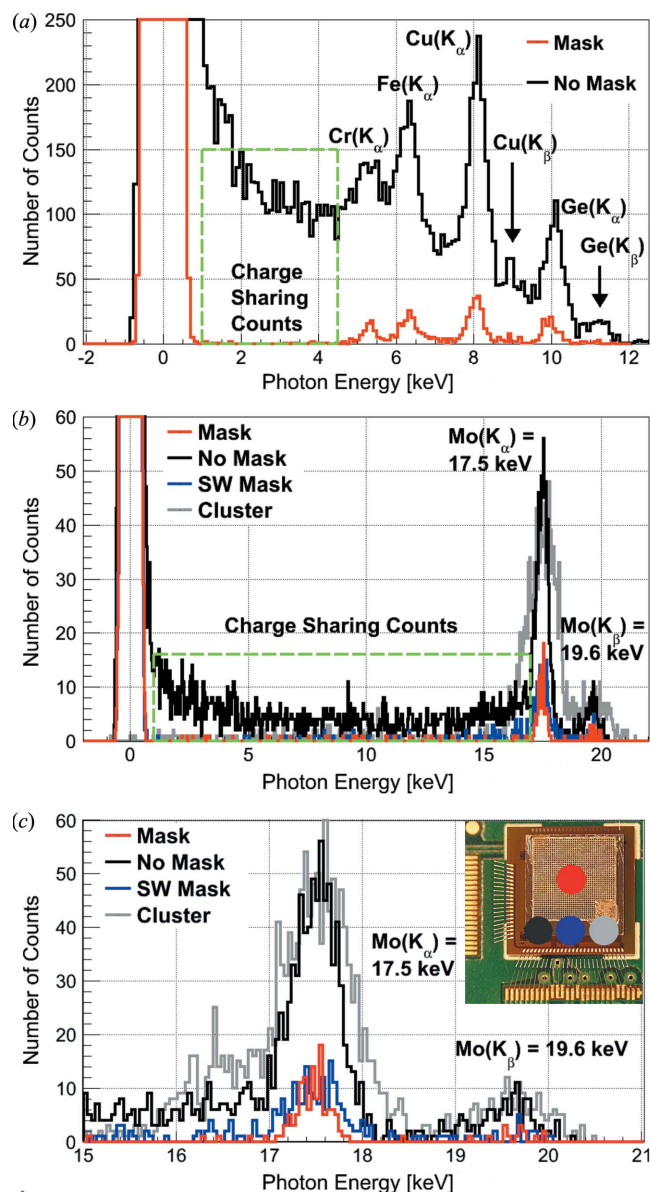 (a)
250
200
150
100
50
0
Number of Counts
Cu(Kα)
Fe(Kα)
Cr(Kα)
Cu(Kβ)
Ge(Kα)
Ge(Kβ)
Mask
No Mask
Charge
Sharing
Counts
-2 0 2 4 6 8 10 12
Photon Energy [keV]
(b)
60
50
40
30
20
10
0
Number of Counts
Mask
No Mask
SW Mask
Cluster
Mo(Kα) =
17.5 keV
Charge Sharing Counts
Mo(Kβ) =
19.6 keV
0 5 10 15 20
Photon Energy [keV]
(c)
60
50
40
30
20
10
0
Number of Counts
Mask
No Mask
SW Mask
Cluster
Mo(Kα) =
17.5 keV
Mo(Kβ) = 19.6 keV
15 16 17 18 19 20 21
Photon Energy [keV]